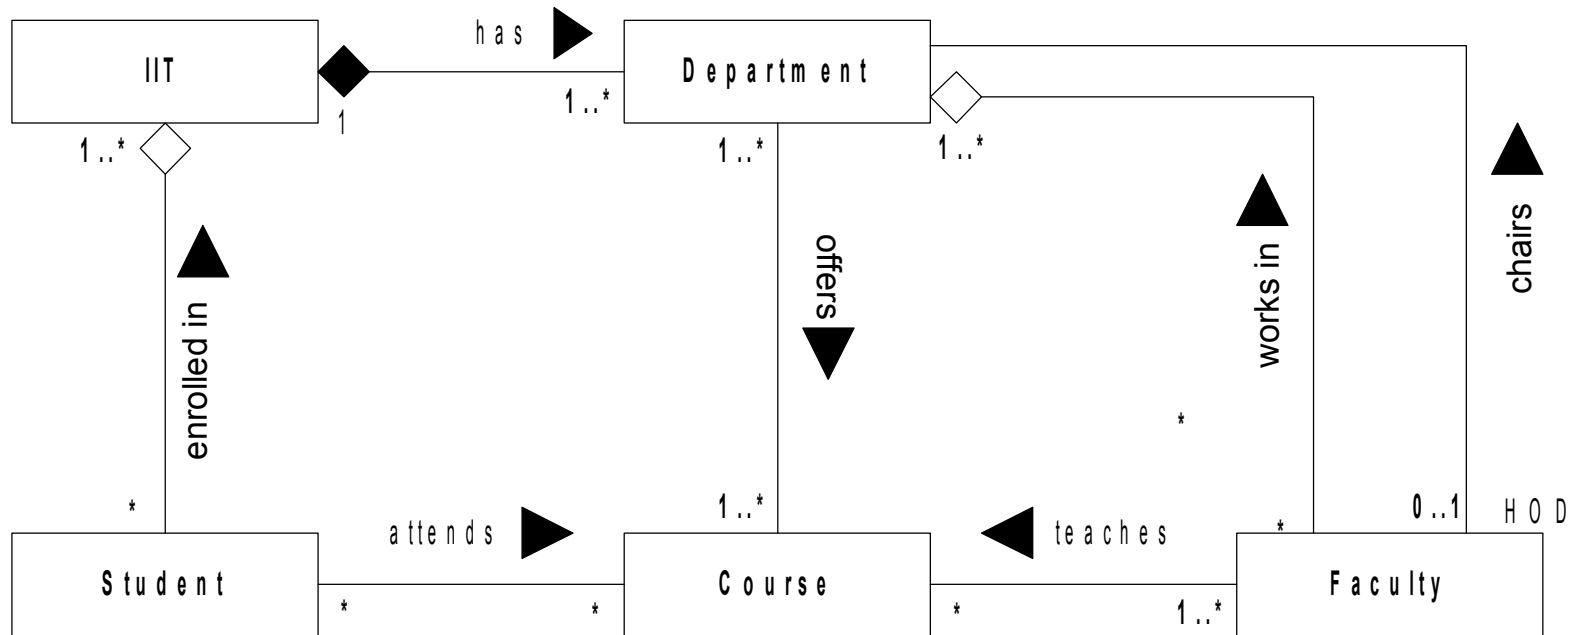 has
IIT
Department
1
1..*
1..*
1..*
1..*
enrolled in
offers
works in
chairs
*
*
1..*
*
0..1
HOD
attends
teaches
Student
Course
Faculty
*
*
*
1..*